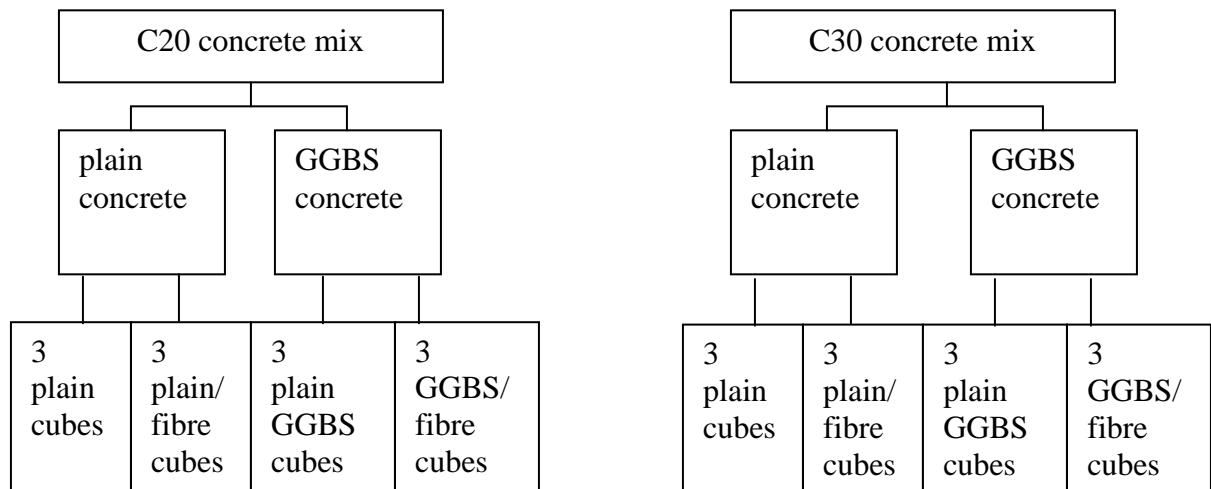 C20 concrete mix
C30 concrete mix
plain
concrete
GGBS
concrete
plain
concrete
GGBS
concrete
3
plain
cubes
3
plain/
fibre
cubes
3
plain
GGBS
cubes
3
GGBS/
fibre
cubes
3
plain
cubes
3
plain/
fibre
cubes
3
plain
GGBS
cubes
3
GGBS/
fibre
cubes